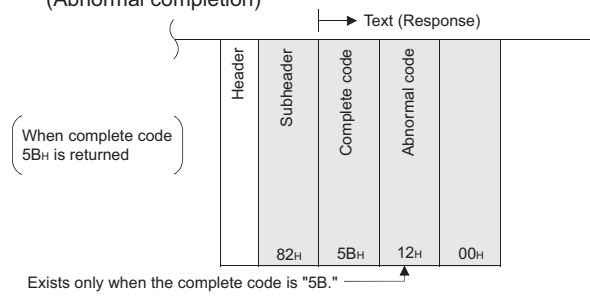 (Abnormal completion)
Text (Response)
Header
Subheader
Complete code
Abnormal code
When complete code
5BH is returned
82H
5BH
12H
00H
Exists only when the complete code is "5B."